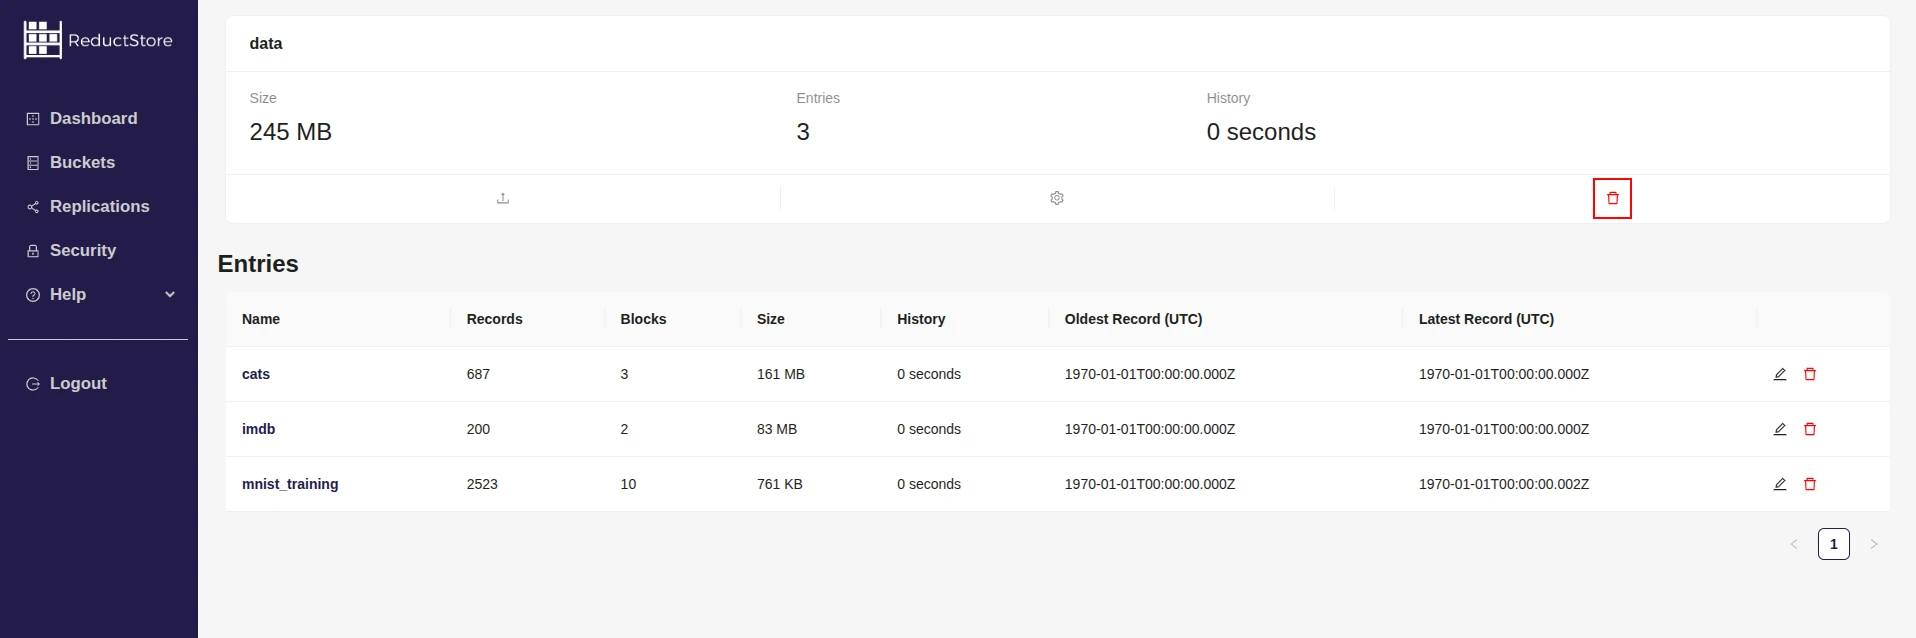 ReductStore
Dashboard
Buckets
Replications
Security
Help
Logout
data
Size Entries History
245 MB 3 0 seconds
Entries
Name Records Blocks Size History Oldest Record (UTC) Latest Record (UTC)
cats 687 3 161 MB 0 seconds 1970-01-01T00:00:00.000Z 1970-01-01T00:00:00.000Z
imdb 200 2 83 MB 0 seconds 1970-01-01T00:00:00.000Z 1970-01-01T00:00:00.000Z
mnist_training 2523 10 761 KB 0 seconds 1970-01-01T00:00:00.000Z 1970-01-01T00:00:00.002Z
1